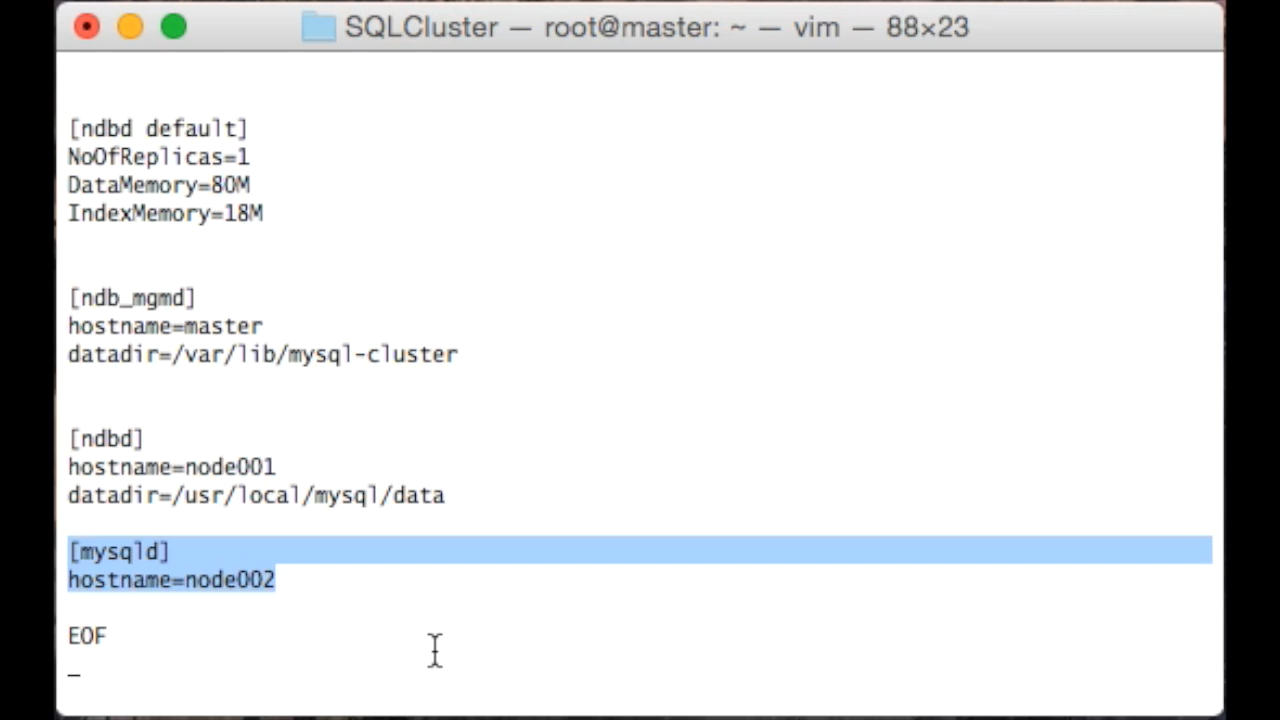 SQLCluster — root@master: ~ — vim — 88×23
[ndbd default]
NoOfReplicas=1
DataMemory=80M
IndexMemory=18M
[ndb_mgmd]
hostname=master
datadir=/var/lib/mysql-cluster
[ndbd]
hostname=node001
datadir=/usr/local/mysql/data
[mysqld]
hostname=node002
EOF